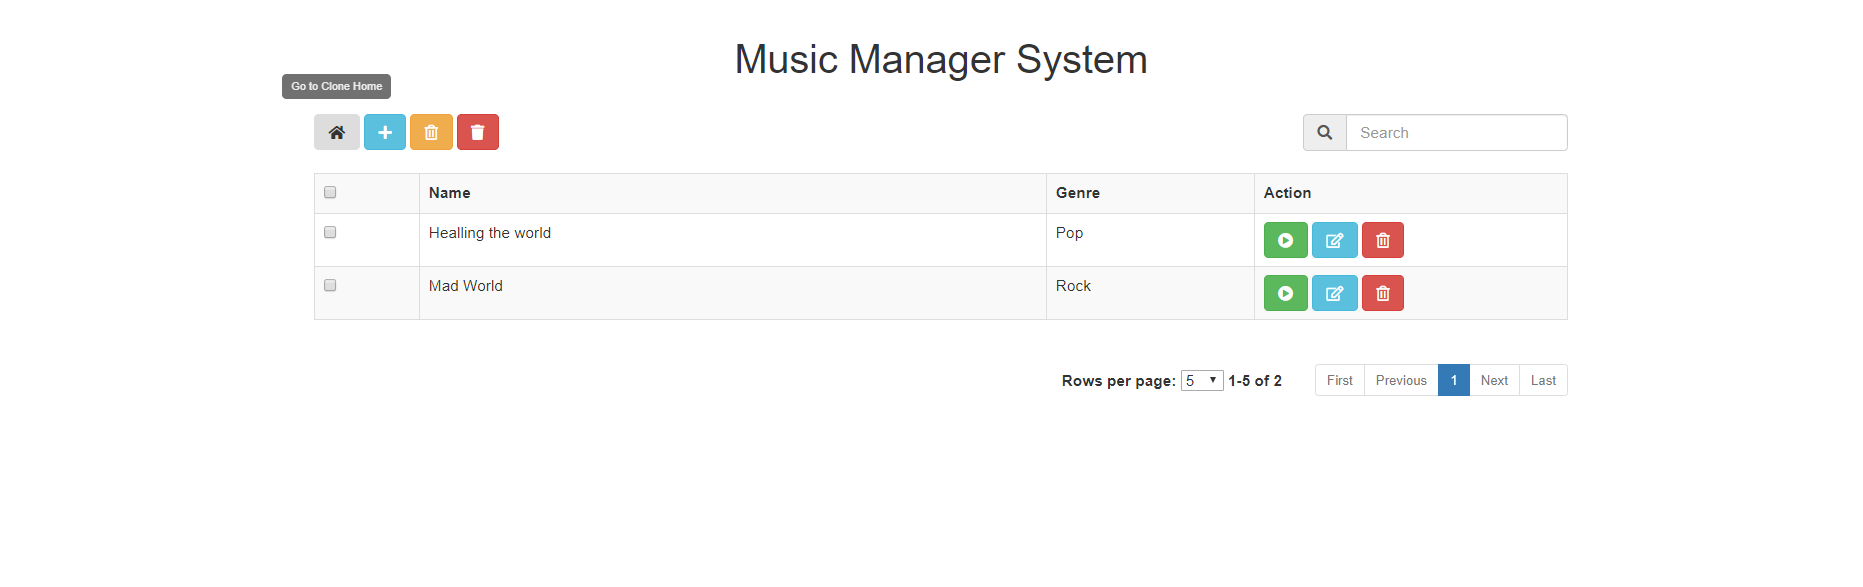 Music Manager System
Go to Clone Home
Search
Name Genre Action
Healling the world Pop
Mad World Rock
Rows per page: 5 1-5 of 2 First Previous 1 Next Last